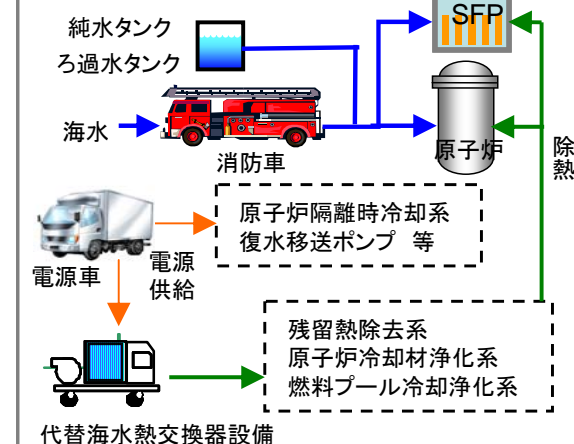 純水タンク
ろ過水タンク
SFP
海水
消防車
原子炉
除熱
電源車
電源
供給
原子炉隔離時冷却系
復水移送ポンプ 等
残留熱除去系
原子炉冷却材浄化系
燃料プール冷却浄化系
代替海水熱交換器設備